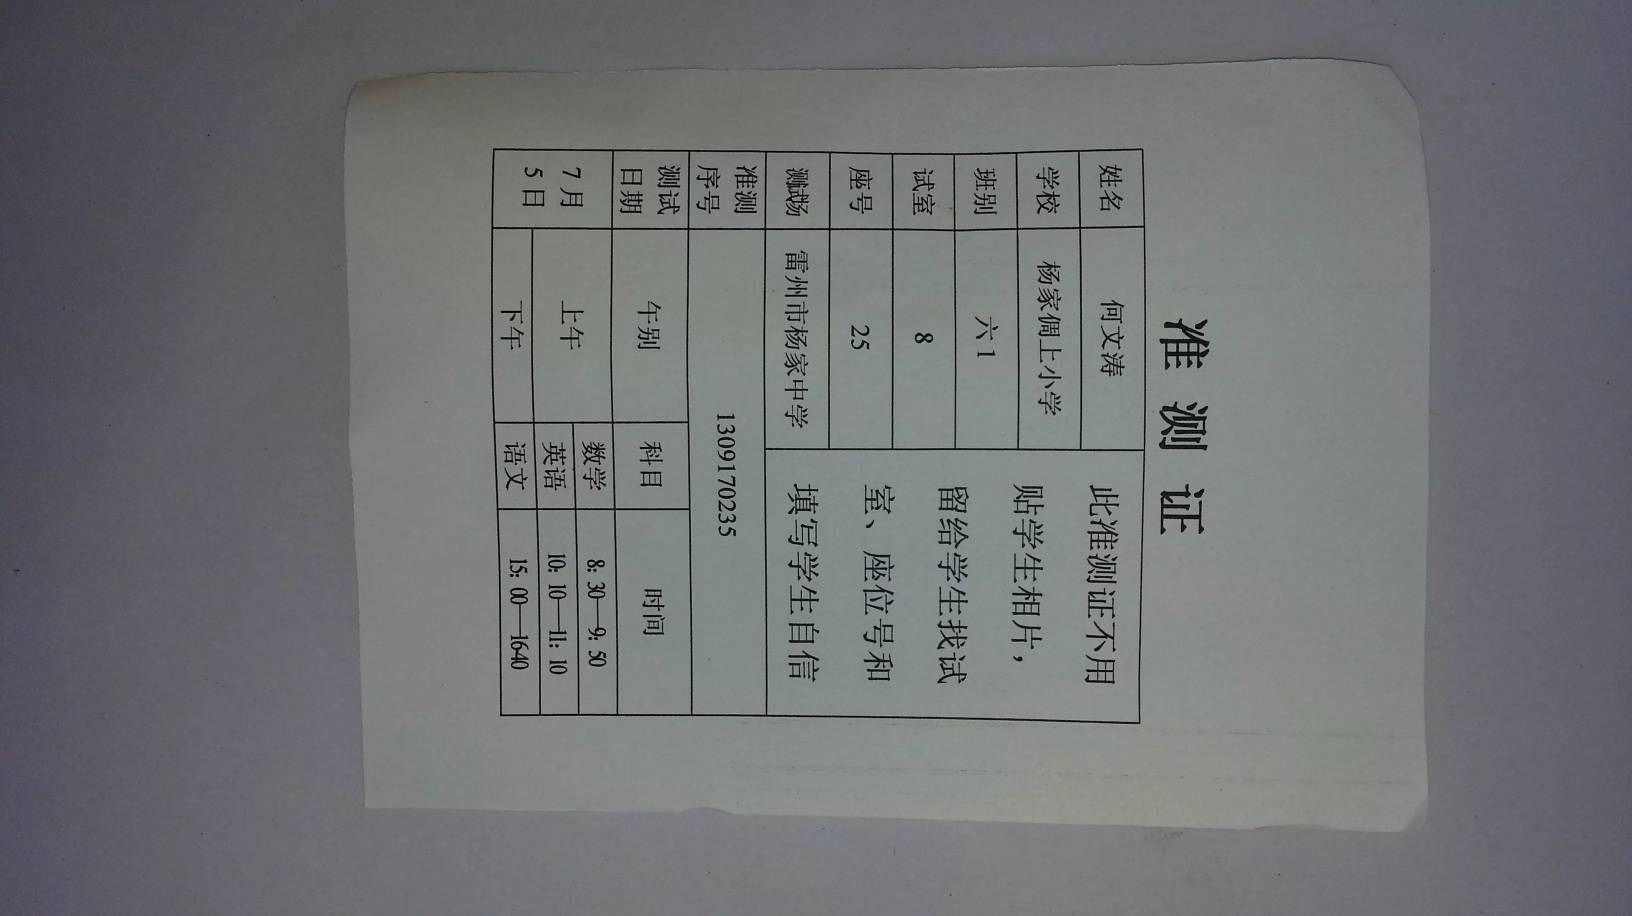 准 测 证
姓名 何文涛
学校 杨家倜上小学
班别 六1
试室 8
座号 25
测试场 雷州市杨家中学
此准测证不用
贴学生相片，
留给学生找试
室、座位号和
填写学生自信
准测
序号 1309170235
测试
日期 午别 科目 时间
7月
5日 上午 数学 8: 30—9: 50
英语 10: 10—11: 10
下午 语文 15: 00—1640